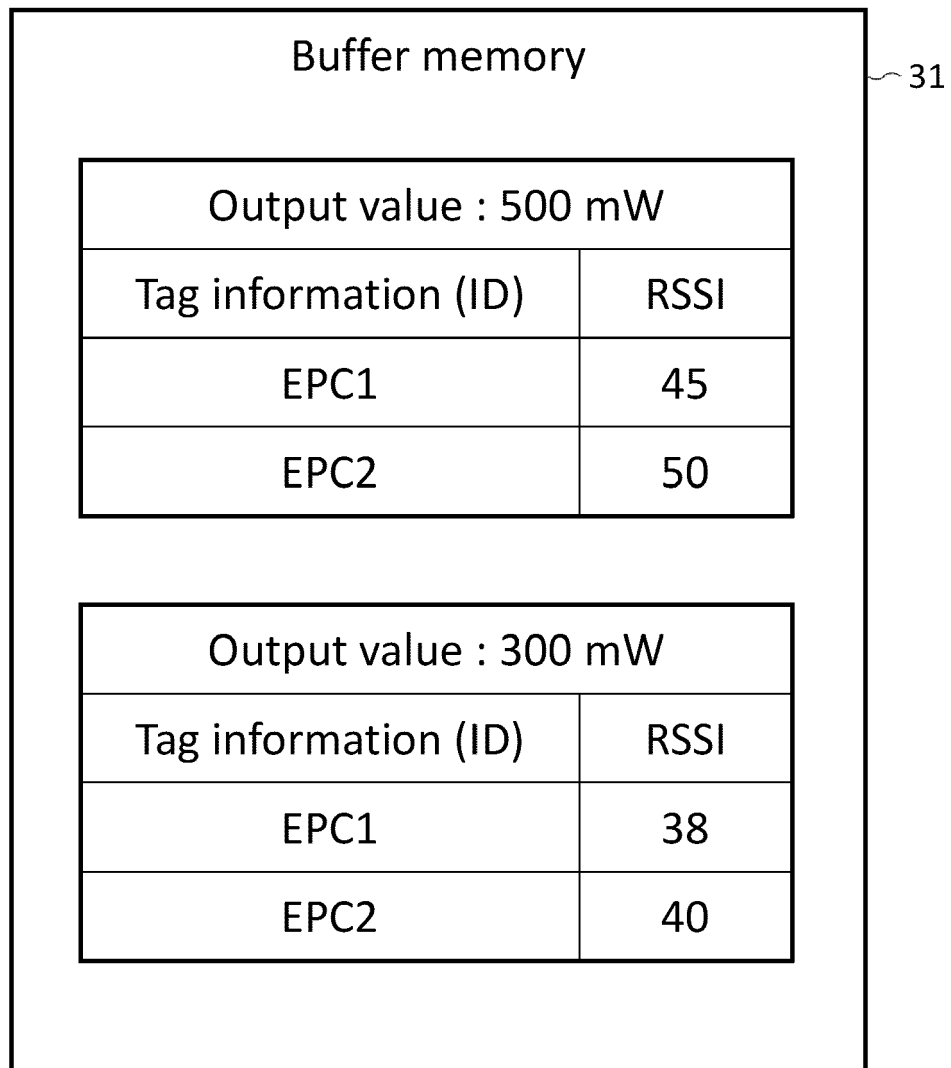 Buffer memory
31
Output value : 500 mW
Tag information (ID) RSSI
EPC1 45
EPC2 50
Output value : 300 mW
Tag information (ID) RSSI
EPC1 38
EPC2 40